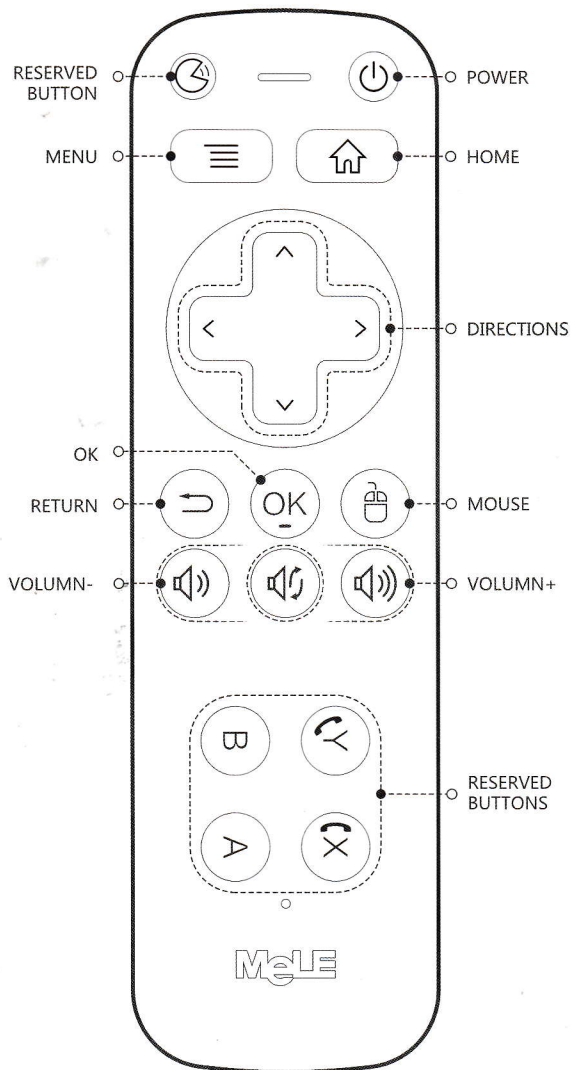 RESERVED
BUTTON
POWER
MENU
HOME
DIRECTIONS
OK
RETURN
OK
MOUSE
VOLUMN-
VOLUMN+
B
Y
RESERVED
BUTTONS
A
X
MeLE